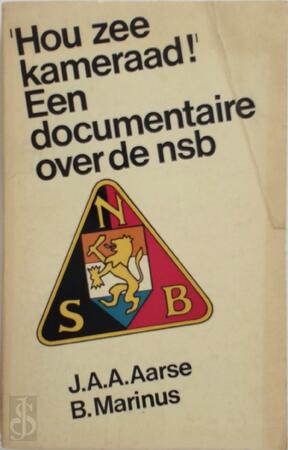 'Hou zee
kameraad!'
Een
documentaire
over de nsb
N
S B
J.A.A.Aarse
B.Marinus